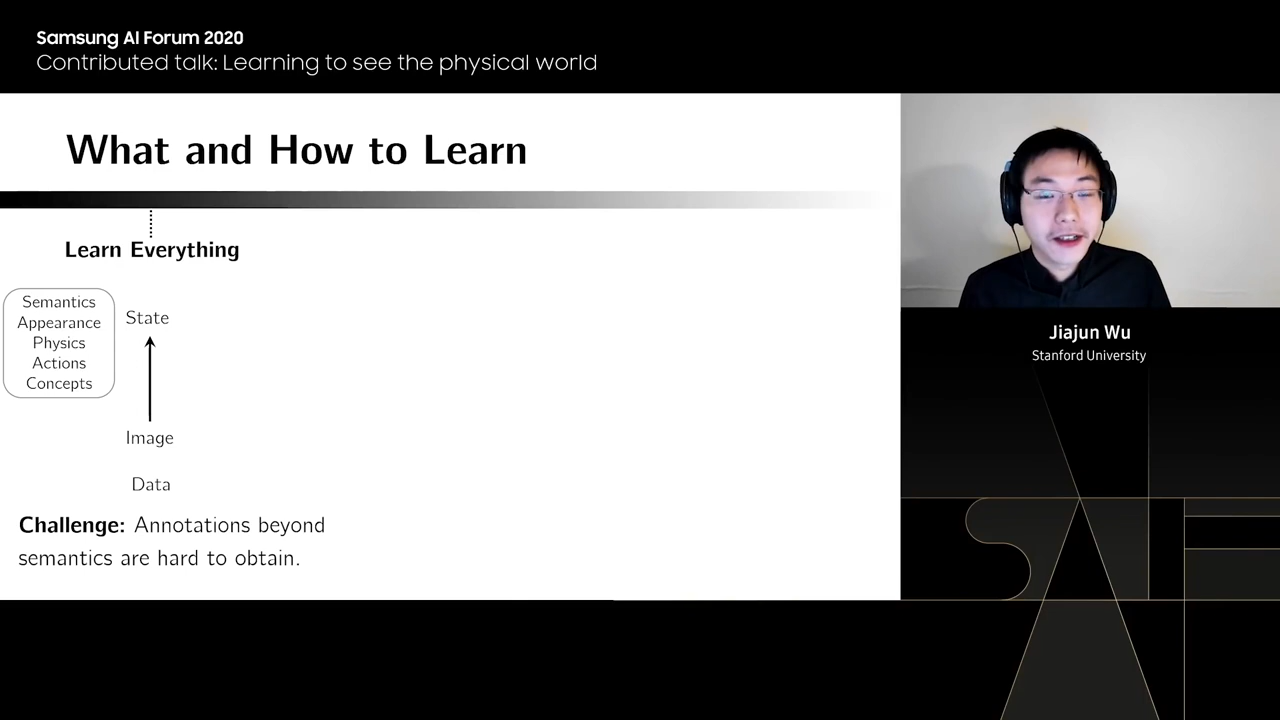 Samsung AI Forum 2020
Contributed talk: Learning to see the physical world
What and How to Learn
Learn Everything
Semantics
Appearance
Physics
Actions
Concepts
State
Image
Data
Challenge: Annotations beyond
semantics are hard to obtain.
Jiajun Wu
Stanford University
SAIF